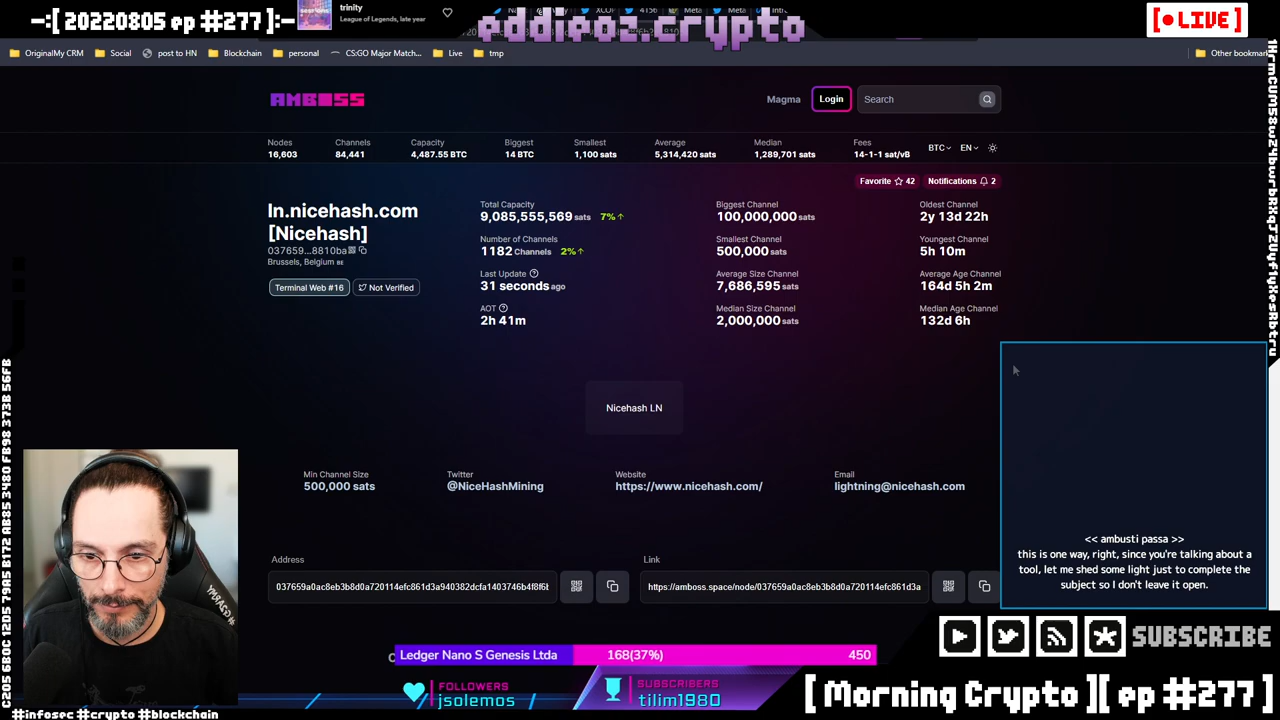 -:[ 20220805 ep #277 ]:-
trinity
League of Legends, late year
eddieoz.crypto
[● LIVE]
OriginalMy CRM
Social
post to HN
Blockchain
personal
CS:GO Major Match...
Live
tmp
Other bookmar
AMBOSS
Magma
Login
Search
Nodes
16,603
Channels
84,441
Capacity
4,487.55 BTC
Biggest
14 BTC
Smallest
1,100 sats
Average
5,314,420 sats
Median
1,289,701 sats
Fees
14-1-1 sat/vB
BTC
EN
Favorite 42
Notifications 2
ln.nicehash.com
[Nicehash]
037659...8810ba
Brussels, Belgium
Terminal Web #16
Not Verified
Total Capacity
9,085,555,569 sats 7% ↑
Number of Channels
1182 Channels 2% ↑
Last Update
31 seconds ago
AOT
2h 41m
Biggest Channel
100,000,000 sats
Smallest Channel
500,000 sats
Average Size Channel
7,686,595 sats
Median Size Channel
2,000,000 sats
Oldest Channel
2y 13d 22h
Youngest Channel
5h 10m
Average Age Channel
164d 5h 2m
Median Age Channel
132d 6h
Nicehash LN
Min Channel Size
500,000 sats
Twitter
@NiceHashMining
Website
https://www.nicehash.com/
Email
lightning@nicehash.com
<< ambusti passa >>
this is one way, right, since you're talking about a
tool, let me shed some light just to complete the
subject so I don't leave it open.
Address
037659a0ac8eb3b8d0a720114efc861d3a940382dcfa1403746b4f8f6b
Link
https://amboss.space/node/037659a0ac8eb3b8d0a720114efc861d3a
Ledger Nano S Genesis Ltda
168(37%)
450
FOLLOWERS
jsolemos
SUBSCRIBERS
tilim1980
SUBSCRIBE
[ Morning Crypto ][ ep #277 ]
#infosec #crypto #blockchain